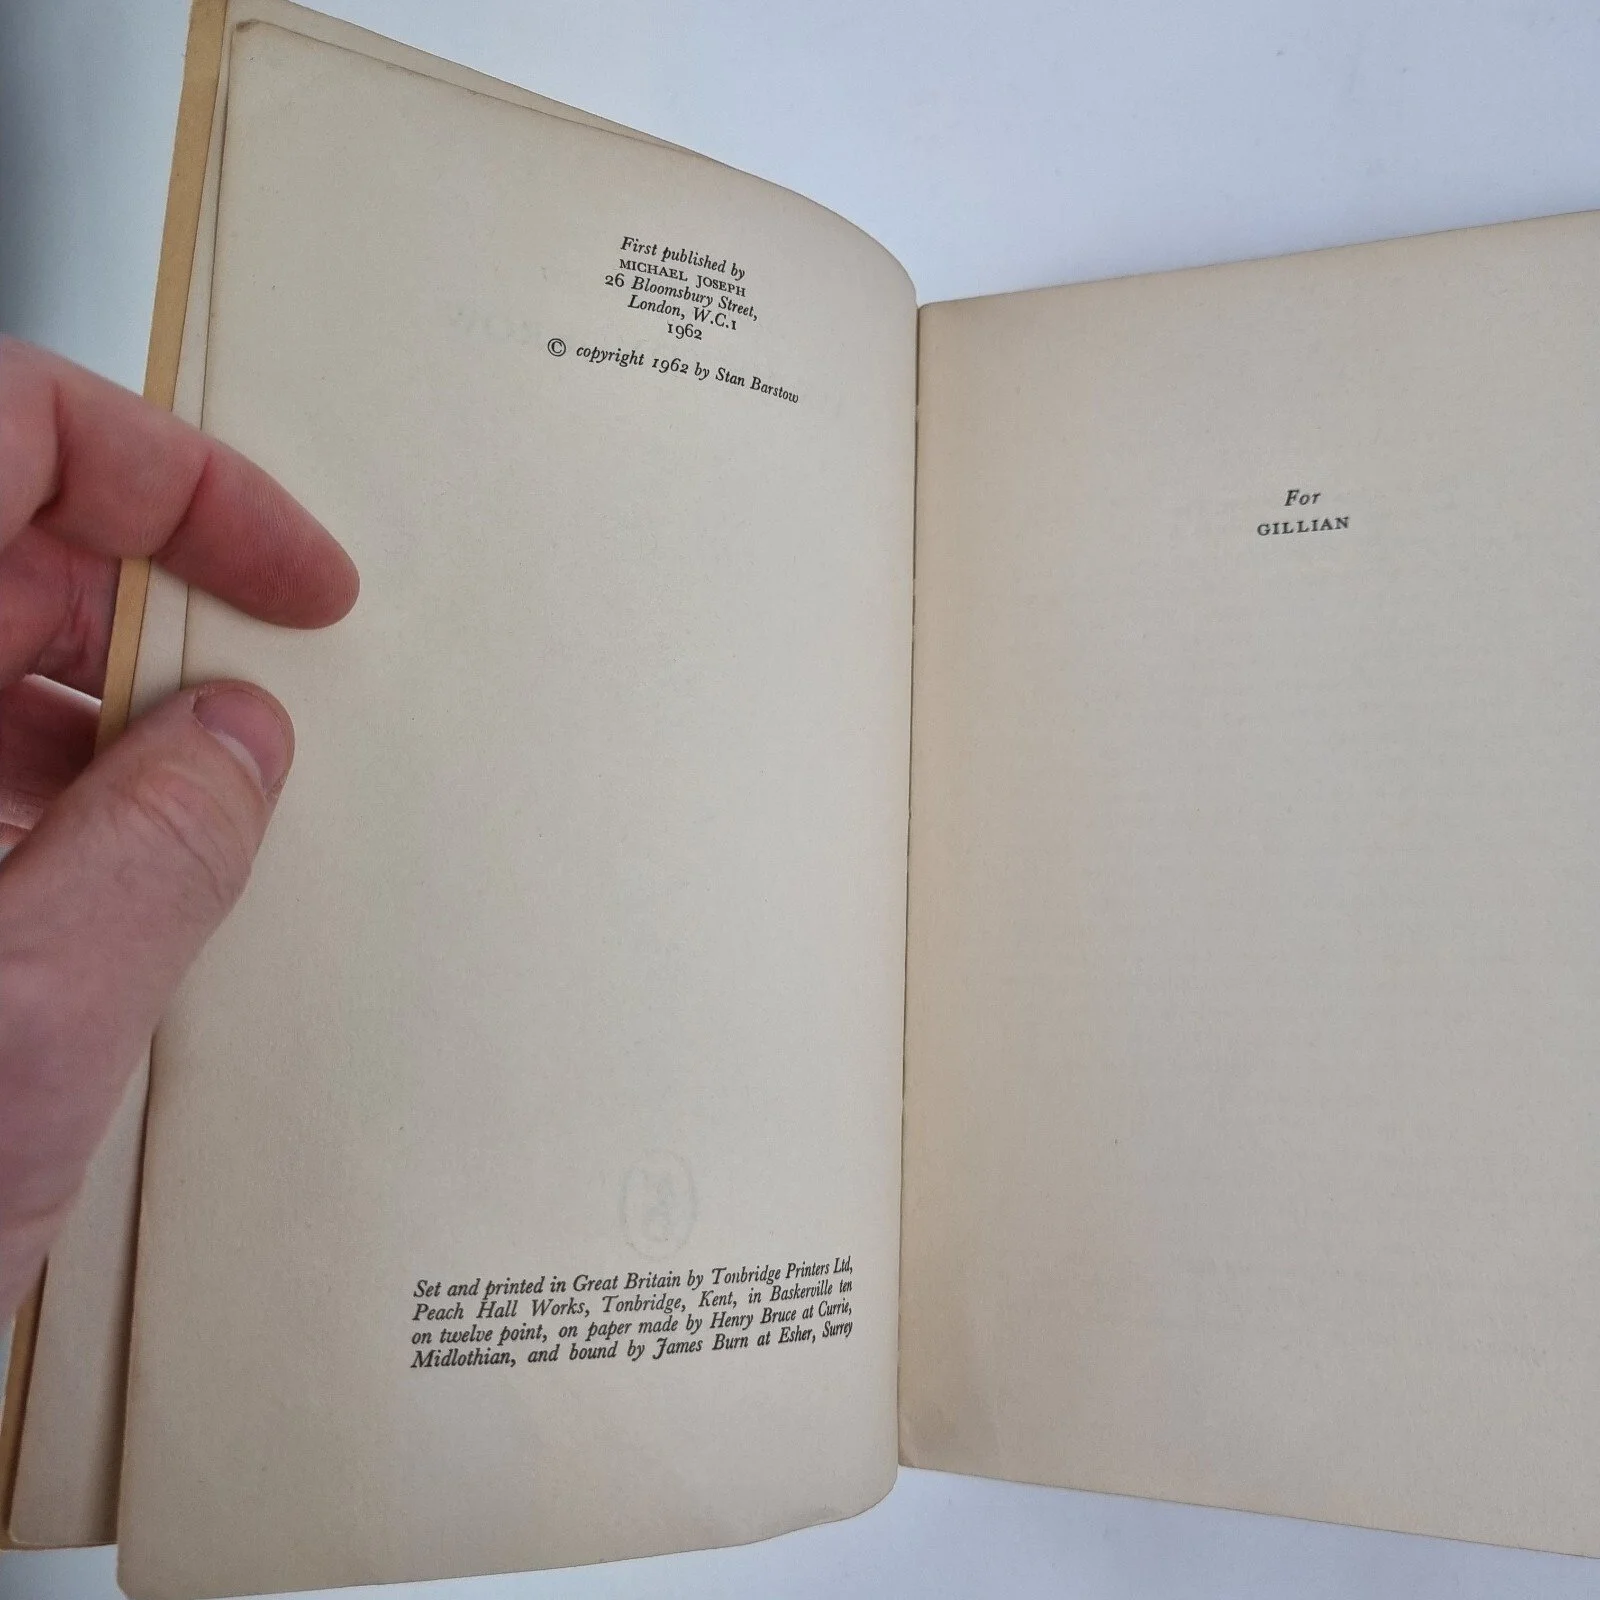 First published by
MICHAEL JOSEPH
26 Bloomsbury Street,
London, W.C.1
1962
© copyright 1962 by Stan Barstow
Set and printed in Great Britain by Tonbridge Printers Ltd,
Peach Hall Works, Tonbridge, Kent, in Baskerville ten
on twelve point, on paper made by Henry Bruce at Currie,
Midlothian, and bound by James Burn at Esher, Surrey
For
GILLIAN